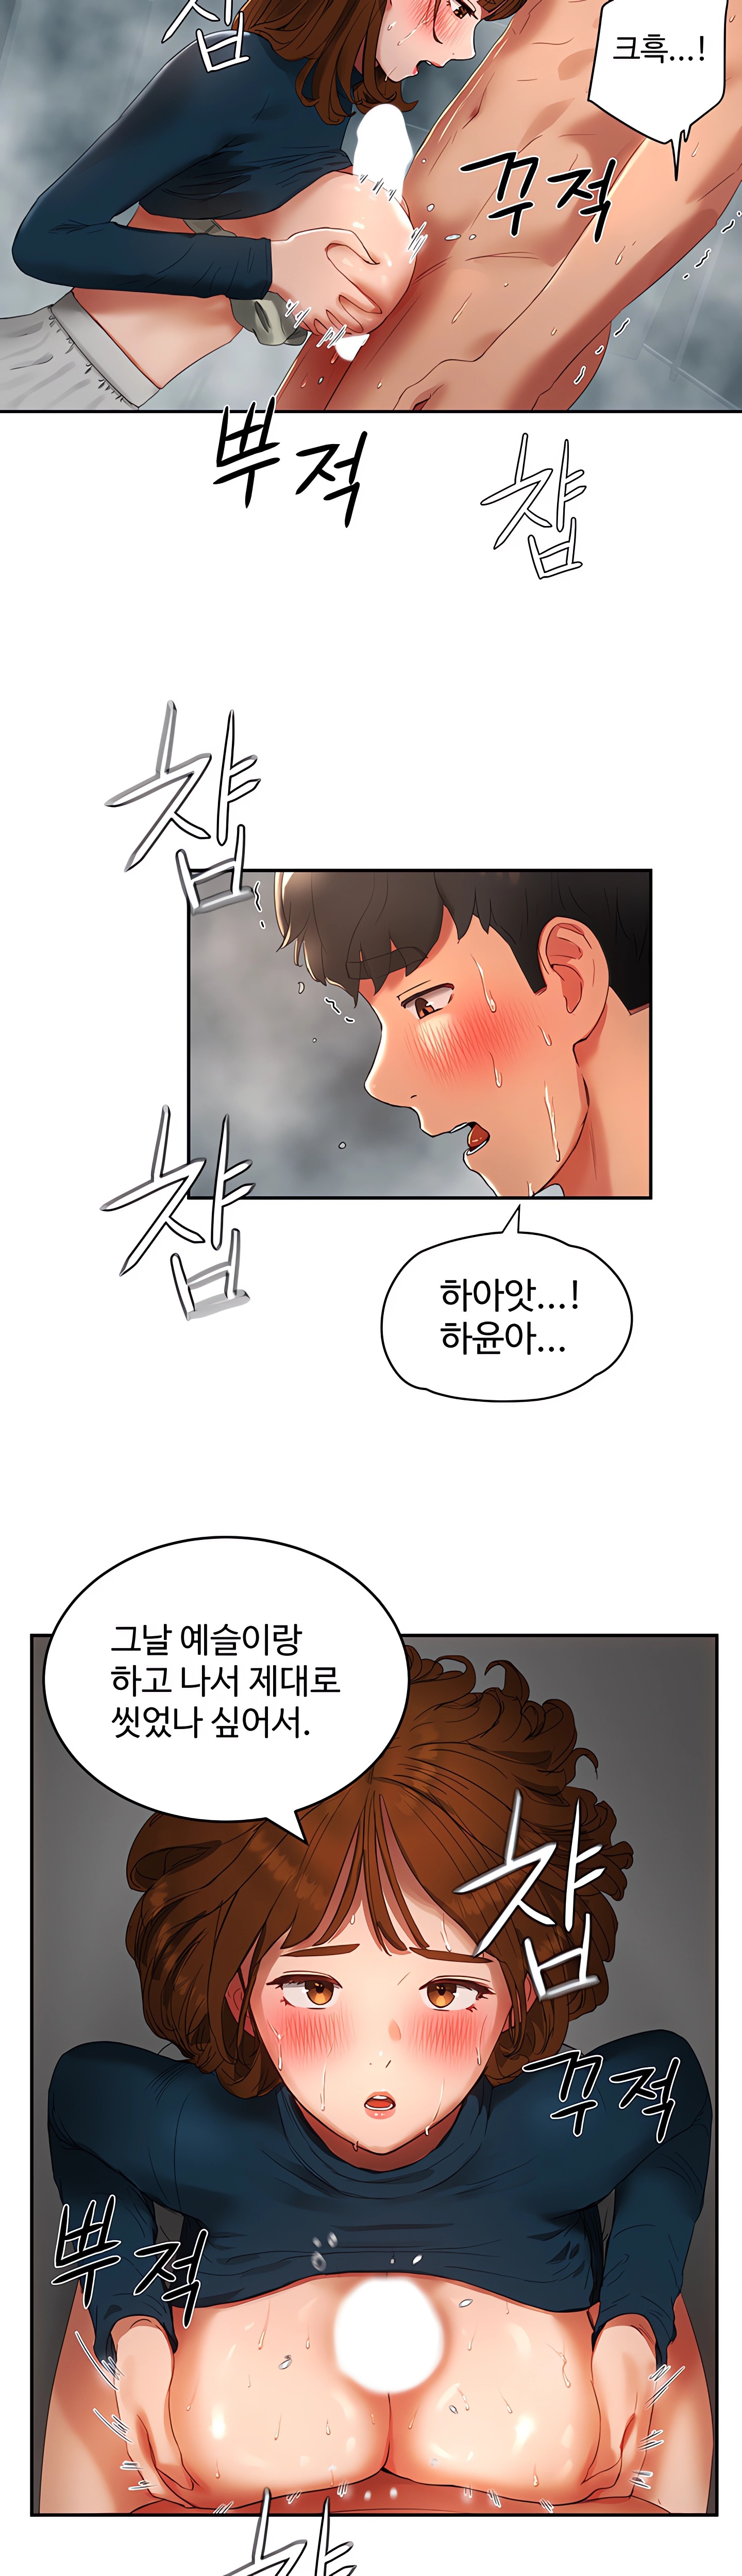 챱
크흑...!
꾸적
뿌적
챱
챱
챱
하아앗...!
하윤아...
그날 예슬이랑
하고 나서 제대로
씻었나 싶어서.
챱
꾸적
뿌적
챱